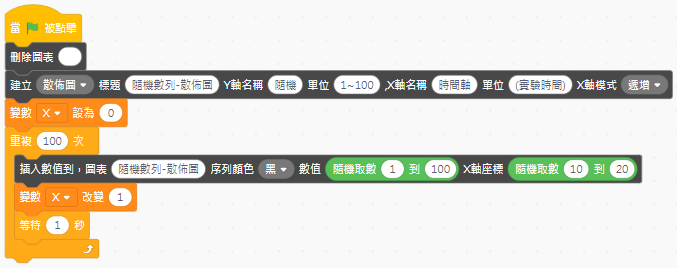 當 被點擊
刪除圖表
建立 散佈圖 標題 隨機數列-散佈圖 Y軸名稱 隨機 單位 1~100 ,X軸名稱 時間軸 單位 (實驗時間) X軸模式 遞增
變數 X 設為 0
重複 100 次
插入數值到，圖表 隨機數列-散佈圖 序列顏色 黑 數值 隨機取數 1 到 100 X軸座標 隨機取數 10 到 20
變數 X 改變 1
等待 1 秒